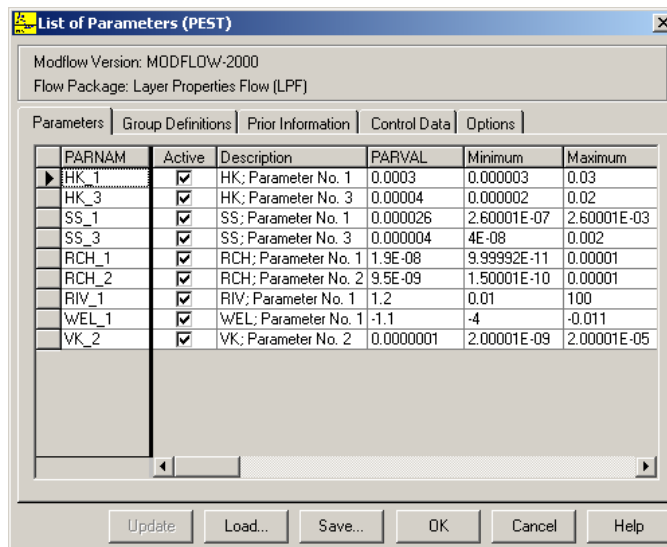 List of Parameters (PEST)
Modflow Version: MODFLOW-2000
Flow Package: Layer Properties Flow (LPF)
Parameters Group Definitions Prior Information Control Data Options
PARNAM Active Description PARVAL Minimum Maximum
HK_1 HK; Parameter No. 1 0.0003 0.000003 0.03
HK_3 HK; Parameter No. 3 0.00004 0.000002 0.02
SS_1 SS; Parameter No. 1 0.000026 2.60001E-07 2.60001E-03
SS_3 SS; Parameter No. 3 0.000004 4E-08 0.002
RCH_1 RCH; Parameter No. 1 1.9E-08 9.99992E-11 0.00001
RCH_2 RCH; Parameter No. 2 9.5E-09 1.50001E-10 0.00001
RIV_1 RIV; Parameter No. 1 1.2 0.01 100
WEL_1 WEL; Parameter No. 1 -1.1 -4 -0.011
VK_2 VK; Parameter No. 2 0.0000001 2.00001E-09 2.00001E-05
Update Load... Save... OK Cancel Help